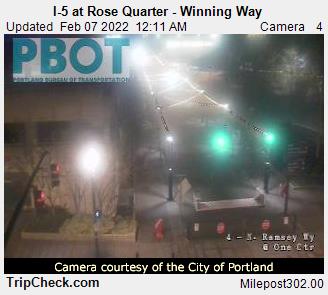 I-5 at Rose Quarter - Winning Way
Updated Feb 07 2022 12:11 AM Camera 4
PBOT
PORTLAND BUREAU OF TRANSPORTATION
4 - N. Ramsey Wy
@ One Ctr
Camera courtesy of the City of Portland
TripCheck.com Milepost302.00